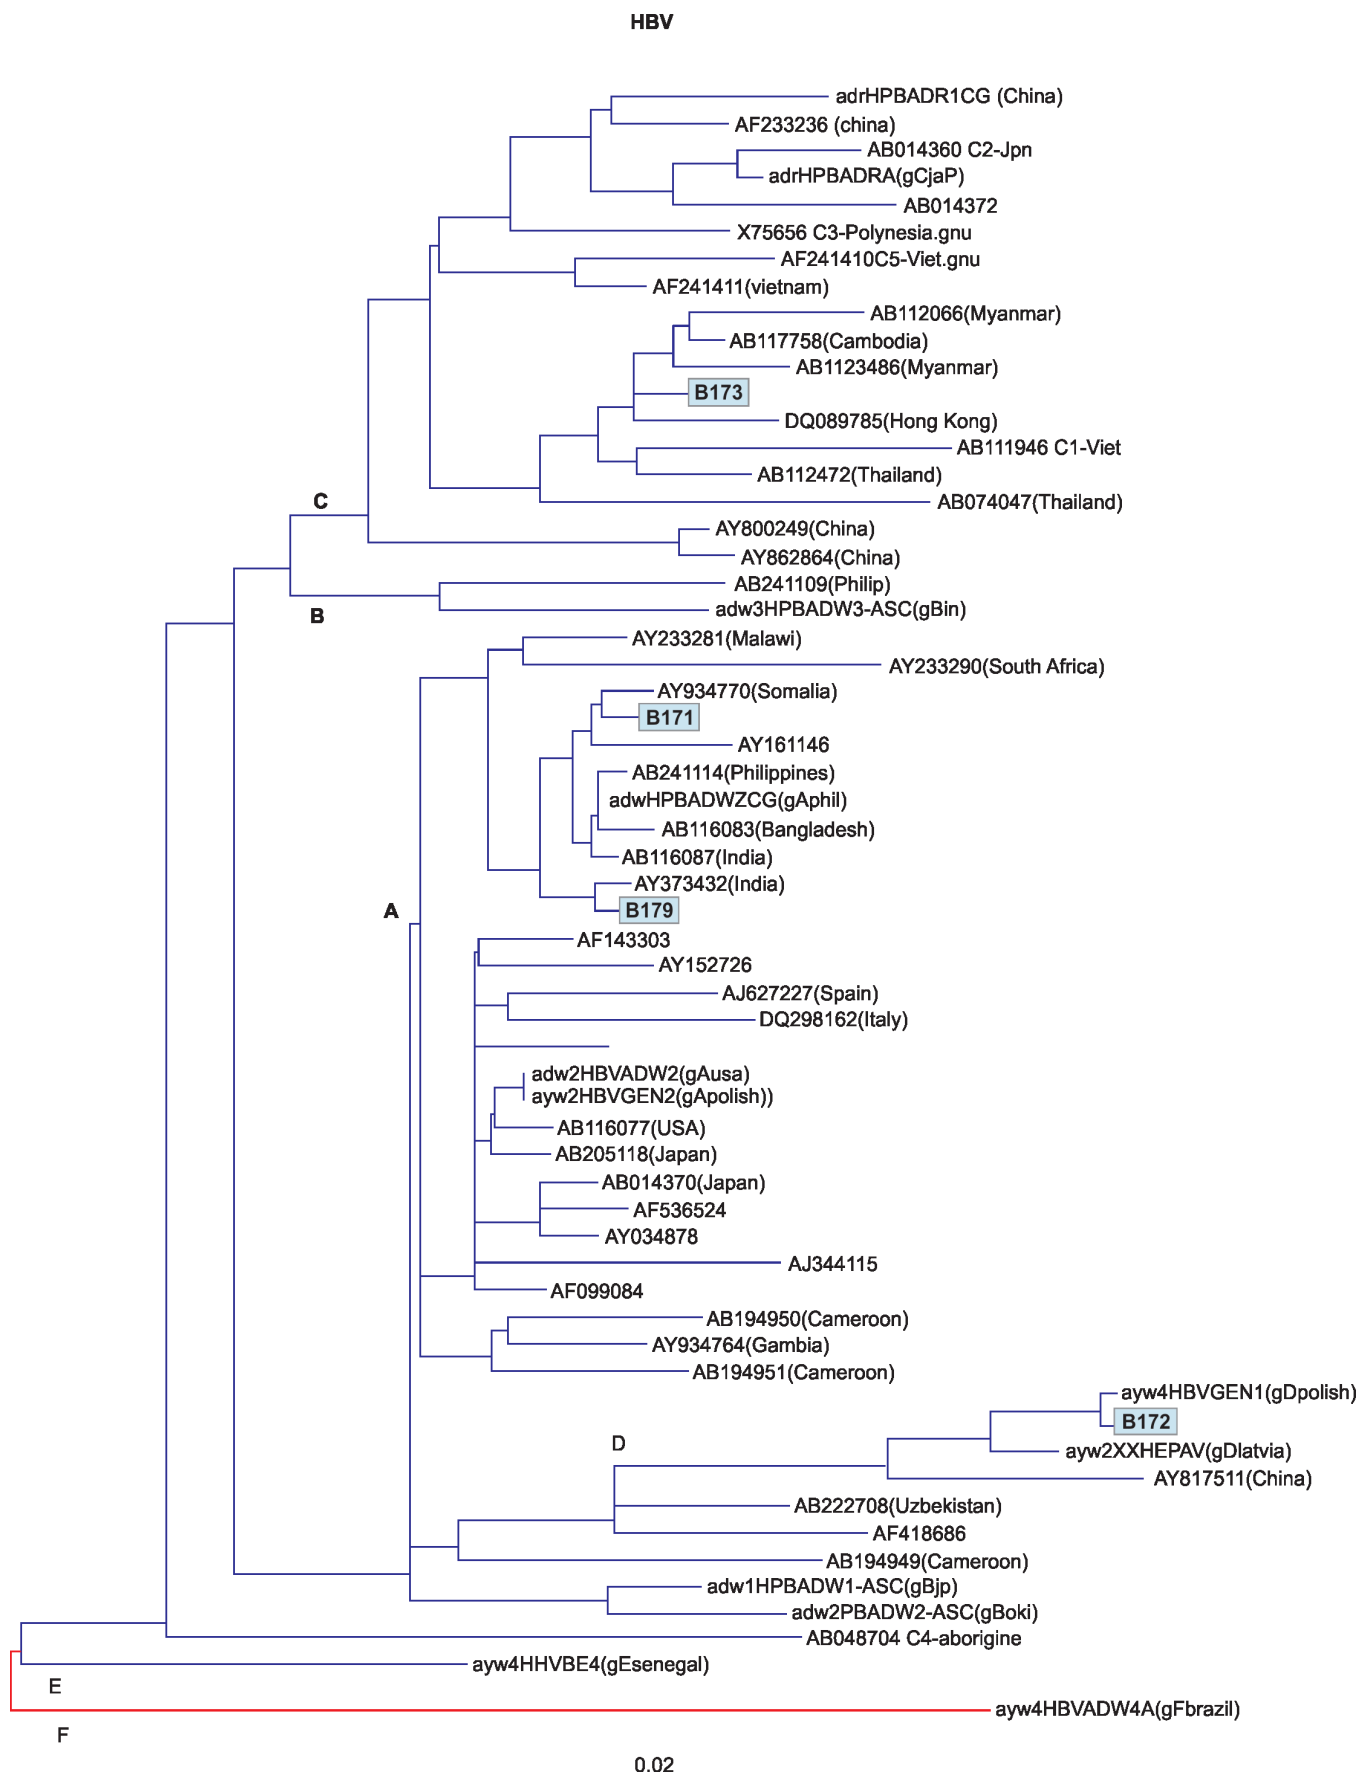 HBV
adrHPBADR1CG (China)
AF233236 (china)
AB014360 C2-Jpn
adrHPBADRA(gCjaP)
AB014372
X75656 C3-Polynesia.gnu
AF241410C5-Viet.gnu
AF241411(vietnam)
AB112066(Myanmar)
AB117758(Cambodia)
AB1123486(Myanmar)
B173
DQ089785(Hong Kong)
AB111946 C1-Viet
AB112472(Thailand)
C
AB074047(Thailand)
AY800249(China)
AY862864(China)
AB241109(Philip)
adw3HPBADW3-ASC(gBin)
B
AY233281(Malawi)
AY233290(South Africa)
AY934770(Somalia)
B171
AY161146
AB241114(Philippines)
adwHPBADWZCG(gAphil)
AB116083(Bangladesh)
AB116087(India)
AY373432(India)
A
B179
AF143303
AY152726
AJ627227(Spain)
DQ298162(Italy)
adw2HBVADW2(gAusa)
ayw2HBVGEN2(gApolish))
AB116077(USA)
AB205118(Japan)
AB014370(Japan)
AF536524
AY034878
AJ344115
AF099084
AB194950(Cameroon)
AY934764(Gambia)
AB194951(Cameroon)
ayw4HBVGEN1(gDpolish)
B172
D
ayw2XXHEPAV(gDlatvia)
AY817511(China)
AB222708(Uzbekistan)
AF418686
AB194949(Cameroon)
adw1HPBADW1-ASC(gBjp)
adw2PBADW2-ASC(gBoki)
AB048704 C4-aborigine
ayw4HHVBE4(gEsenegal)
E
ayw4HBVADW4A(gFbrazil)
F
0.02